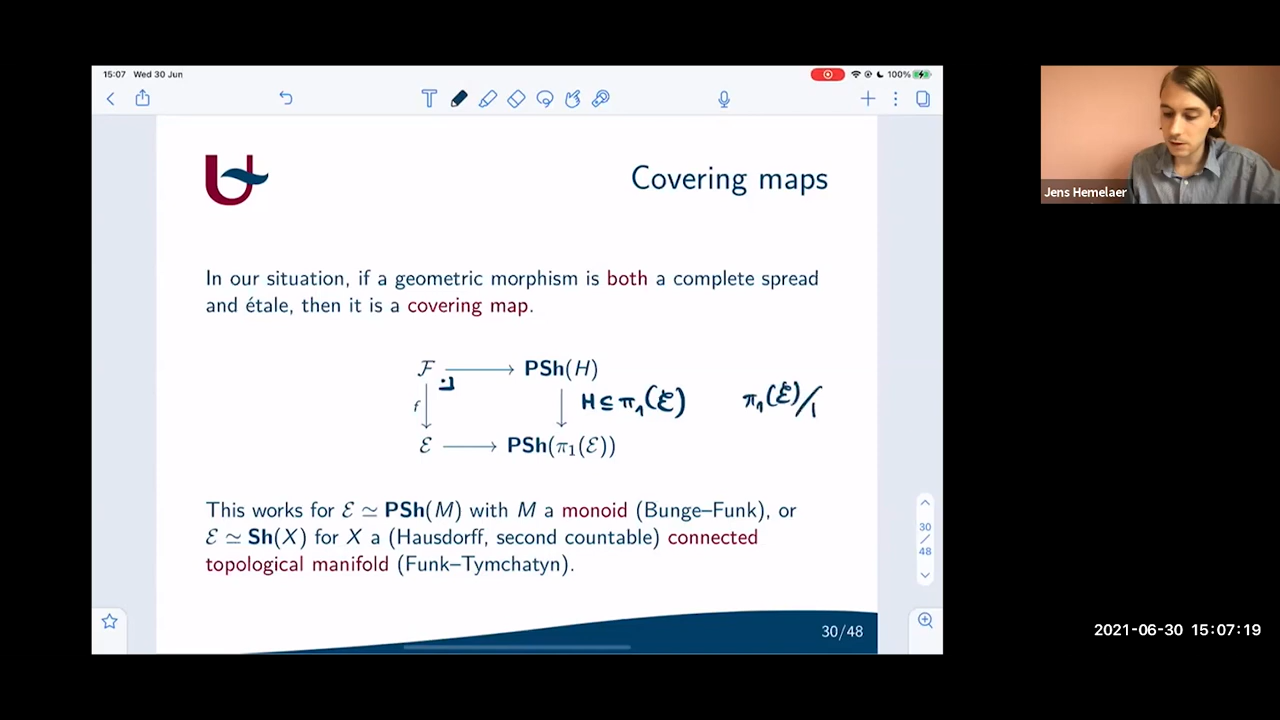 15:07 Wed 30 Jun
100%
Covering maps
In our situation, if a geometric morphism is both a complete spread
and étale, then it is a covering map.
ℱ PSh(H)
f H ⊆ π₁(ℰ) π₁(ℰ)/
ℰ PSh(π₁(ℰ))
This works for ℰ ≃ PSh(M) with M a monoid (Bunge–Funk), or
ℰ ≃ Sh(X) for X a (Hausdorff, second countable) connected
topological manifold (Funk–Tymchatyn).
30/48
30
/
48
Jens Hemelaer
2021-06-30 15:07:19